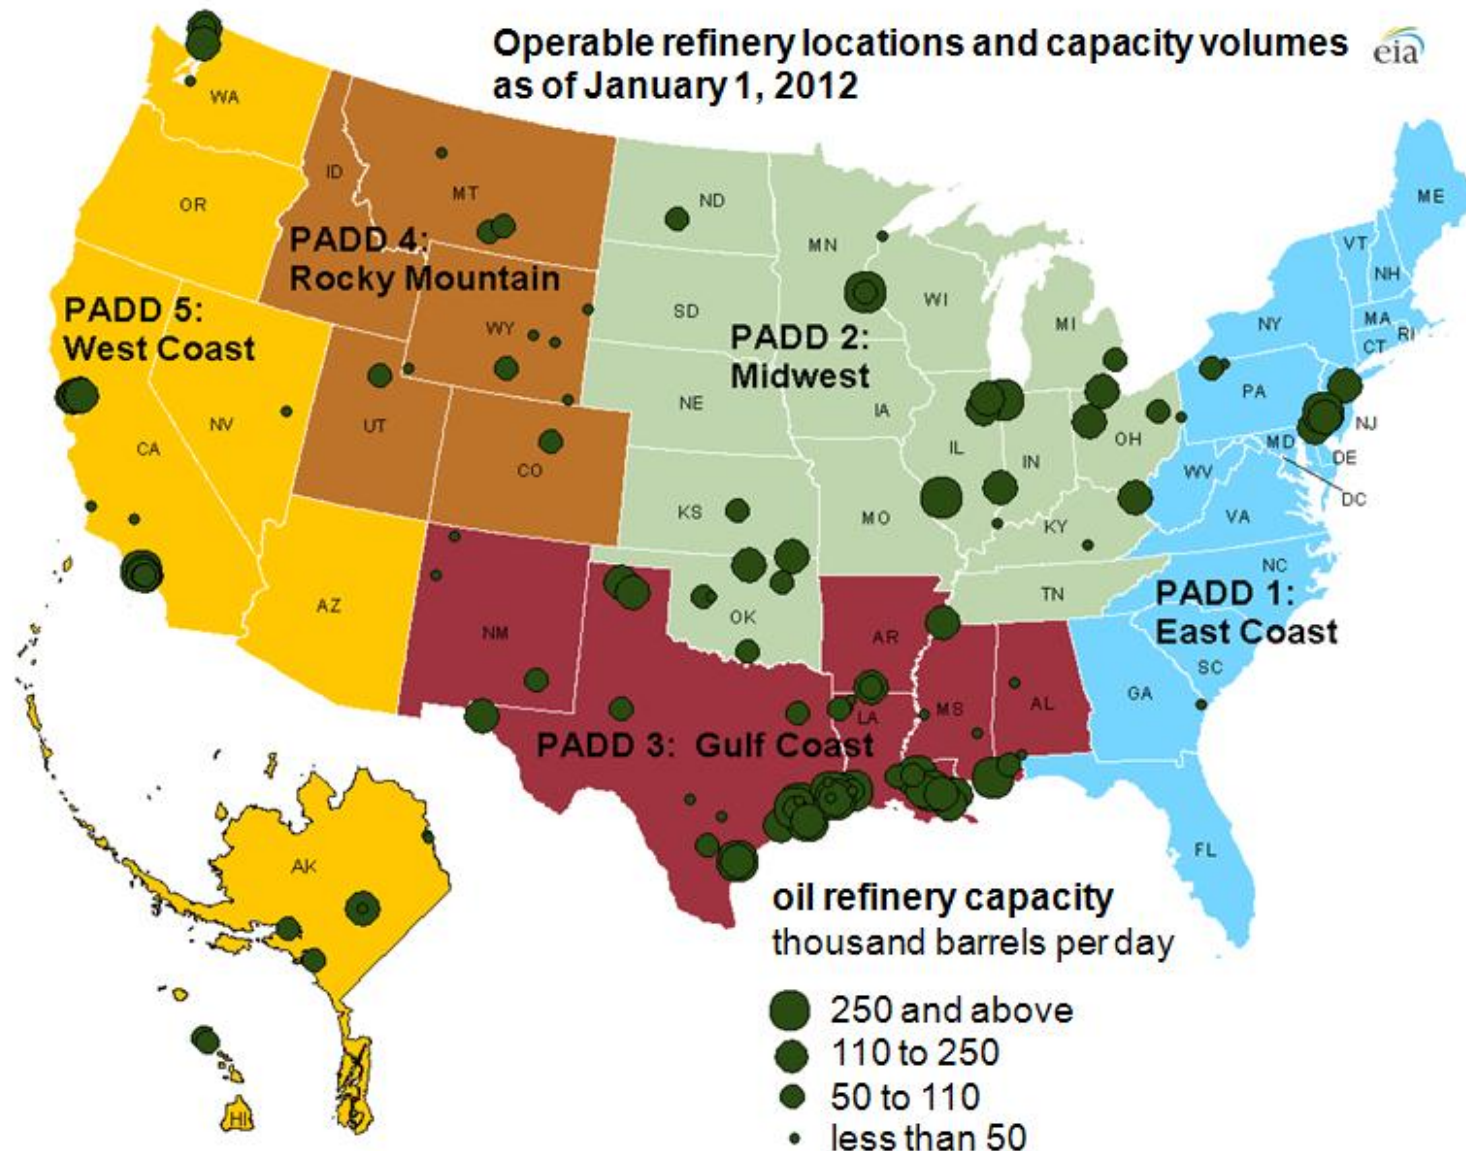 Operable refinery locations and capacity volumes
as of January 1, 2012
eia
WA
OR
ID
MT
ND
MN
WI
MI
ME
VT
NH
NY
MA
RI
CT
PADD 4:
Rocky Mountain
PADD 5:
West Coast
WY
SD
PADD 2:
Midwest
NE
IA
IL
IN
OH
PA
NJ
MD
DE
DC
WV
VA
NV
CA
UT
CO
KS
MO
KY
TN
NC
PADD 1:
East Coast
SC
GA
AZ
NM
OK
AR
LA
MS
AL
PADD 3: Gulf Coast
FL
AK
HI
oil refinery capacity
thousand barrels per day
250 and above
110 to 250
50 to 110
less than 50